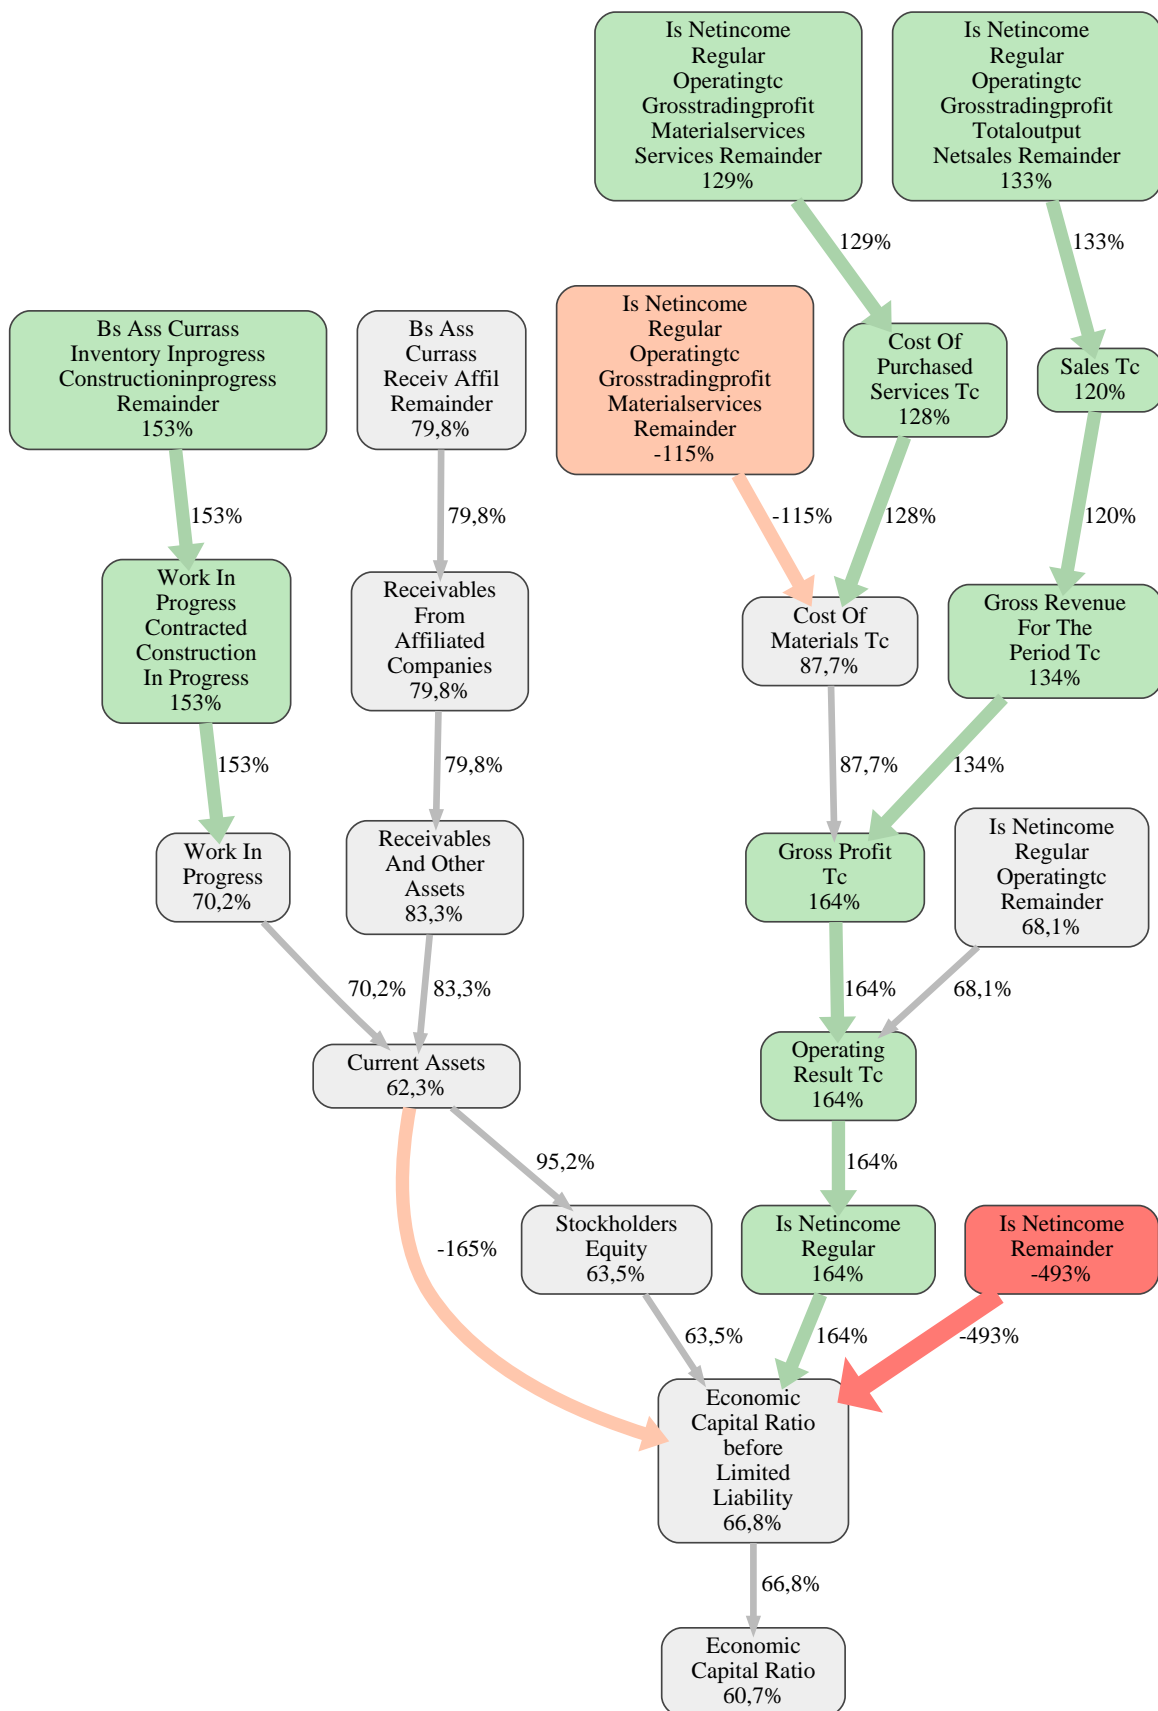 Is Netincome
Regular
Operatingtc
Grosstradingprofit
Materialservices
Services Remainder
129%
Is Netincome
Regular
Operatingtc
Grosstradingprofit
Totaloutput
Netsales Remainder
133%
129%
133%
Bs Ass Currass
Inventory Inprogress
Constructioninprogress
Remainder
153%
Bs Ass
Currass
Receiv Affil
Remainder
79,8%
Is Netincome
Regular
Operatingtc
Grosstradingprofit
Materialservices
Remainder
-115%
Cost Of
Purchased
Services Tc
128%
Sales Tc
120%
153%
79,8%
-115%
128%
120%
Work In
Progress
Contracted
Construction
In Progress
153%
Receivables
From
Affiliated
Companies
79,8%
Cost Of
Materials Tc
87,7%
Gross Revenue
For The
Period Tc
134%
153%
79,8%
87,7%
134%
Work In
Progress
70,2%
Receivables
And Other
Assets
83,3%
Gross Profit
Tc
164%
Is Netincome
Regular
Operatingtc
Remainder
68,1%
70,2%
83,3%
164%
68,1%
Current Assets
62,3%
Operating
Result Tc
164%
95,2%
164%
-165%
Stockholders
Equity
63,5%
Is Netincome
Regular
164%
Is Netincome
Remainder
-493%
63,5%
164%
-493%
Economic
Capital Ratio
before
Limited
Liability
66,8%
66,8%
Economic
Capital Ratio
60,7%